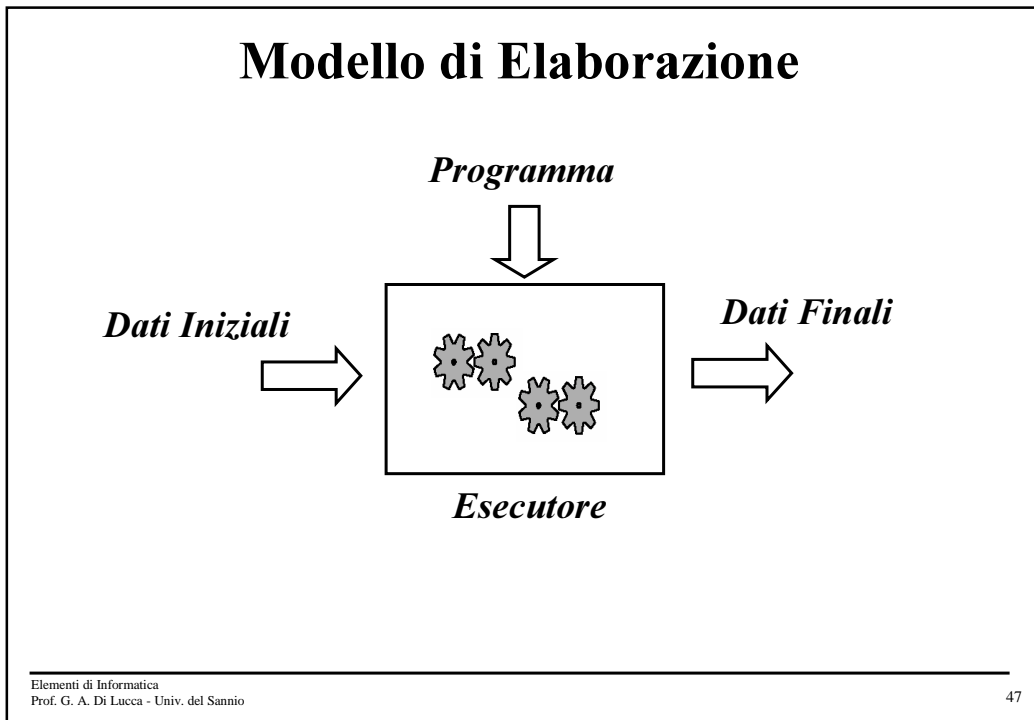 Modello di Elaborazione
Programma
Dati Iniziali
Dati Finali
Esecutore
Elementi di Informatica
Prof. G. A. Di Lucca - Univ. del Sannio
47